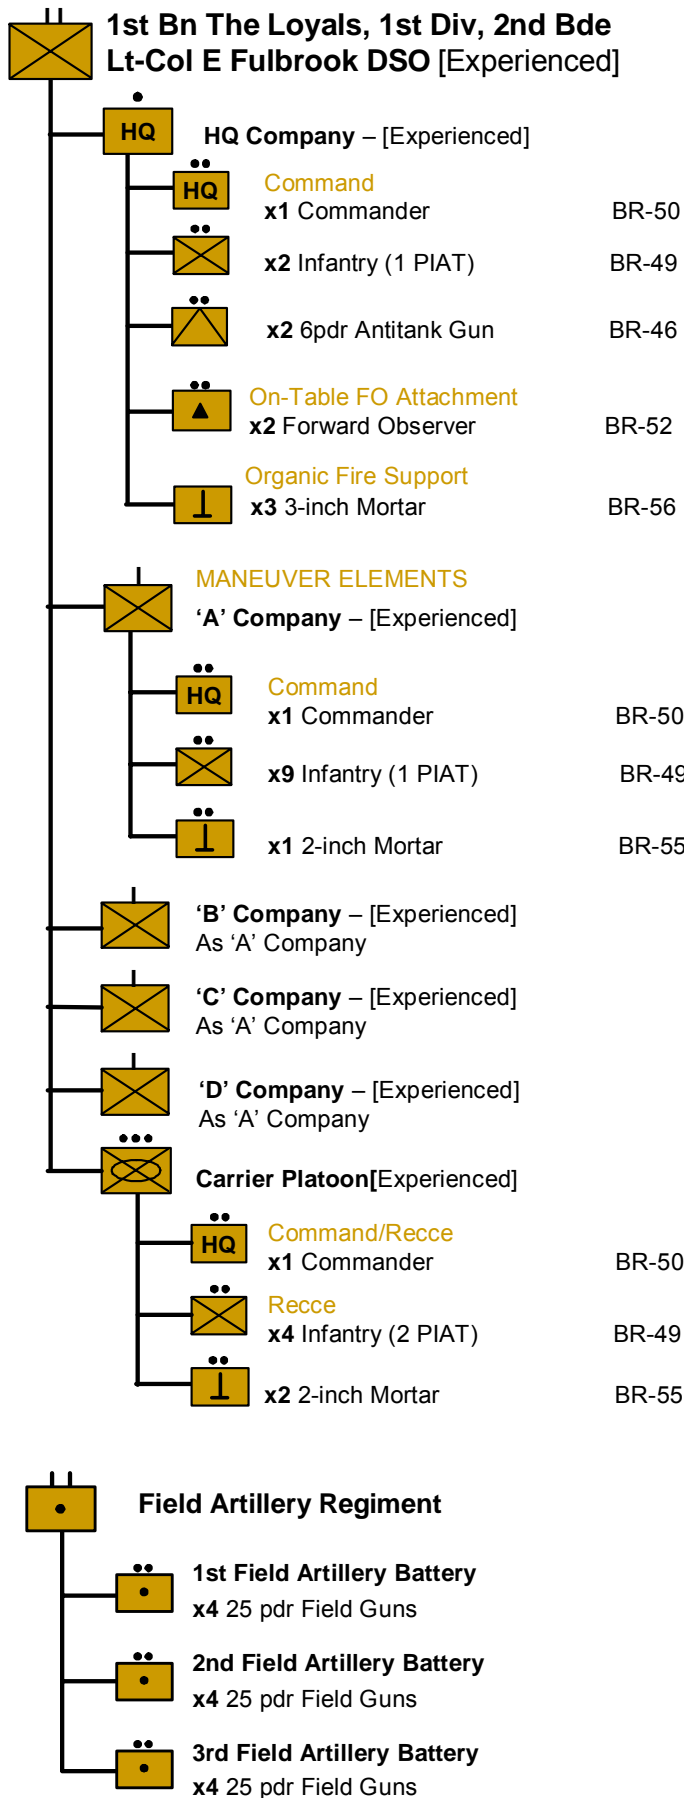 1st Bn The Loyals, 1st Div, 2nd Bde
Lt-Col E Fulbrook DSO [Experienced]
HQ HQ Company – [Experienced]
HQ Command
x1 Commander BR-50
x2 Infantry (1 PIAT) BR-49
x2 6pdr Antitank Gun BR-46
On-Table FO Attachment
x2 Forward Observer BR-52
Organic Fire Support
x3 3-inch Mortar BR-56
MANEUVER ELEMENTS
‘A’ Company – [Experienced]
HQ Command
x1 Commander BR-50
x9 Infantry (1 PIAT) BR-49
x1 2-inch Mortar BR-55
‘B’ Company – [Experienced]
As ‘A’ Company
‘C’ Company – [Experienced]
As ‘A’ Company
‘D’ Company – [Experienced]
As ‘A’ Company
Carrier Platoon[Experienced]
HQ Command/Recce
x1 Commander BR-50
Recce
x4 Infantry (2 PIAT) BR-49
x2 2-inch Mortar BR-55
Field Artillery Regiment
1st Field Artillery Battery
x4 25 pdr Field Guns
2nd Field Artillery Battery
x4 25 pdr Field Guns
3rd Field Artillery Battery
x4 25 pdr Field Guns